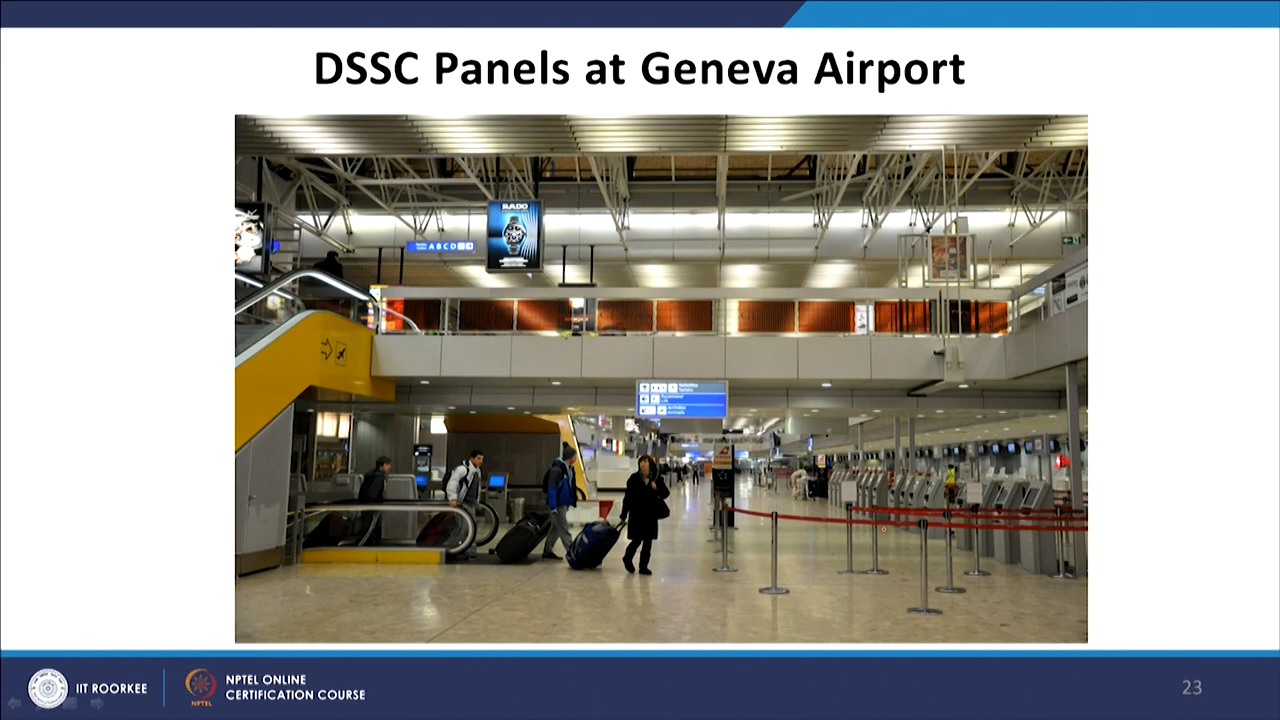 DSSC Panels at Geneva Airport
RADO
A B C D
IIT ROORKEE
NPTEL
NPTEL ONLINE
CERTIFICATION COURSE
23